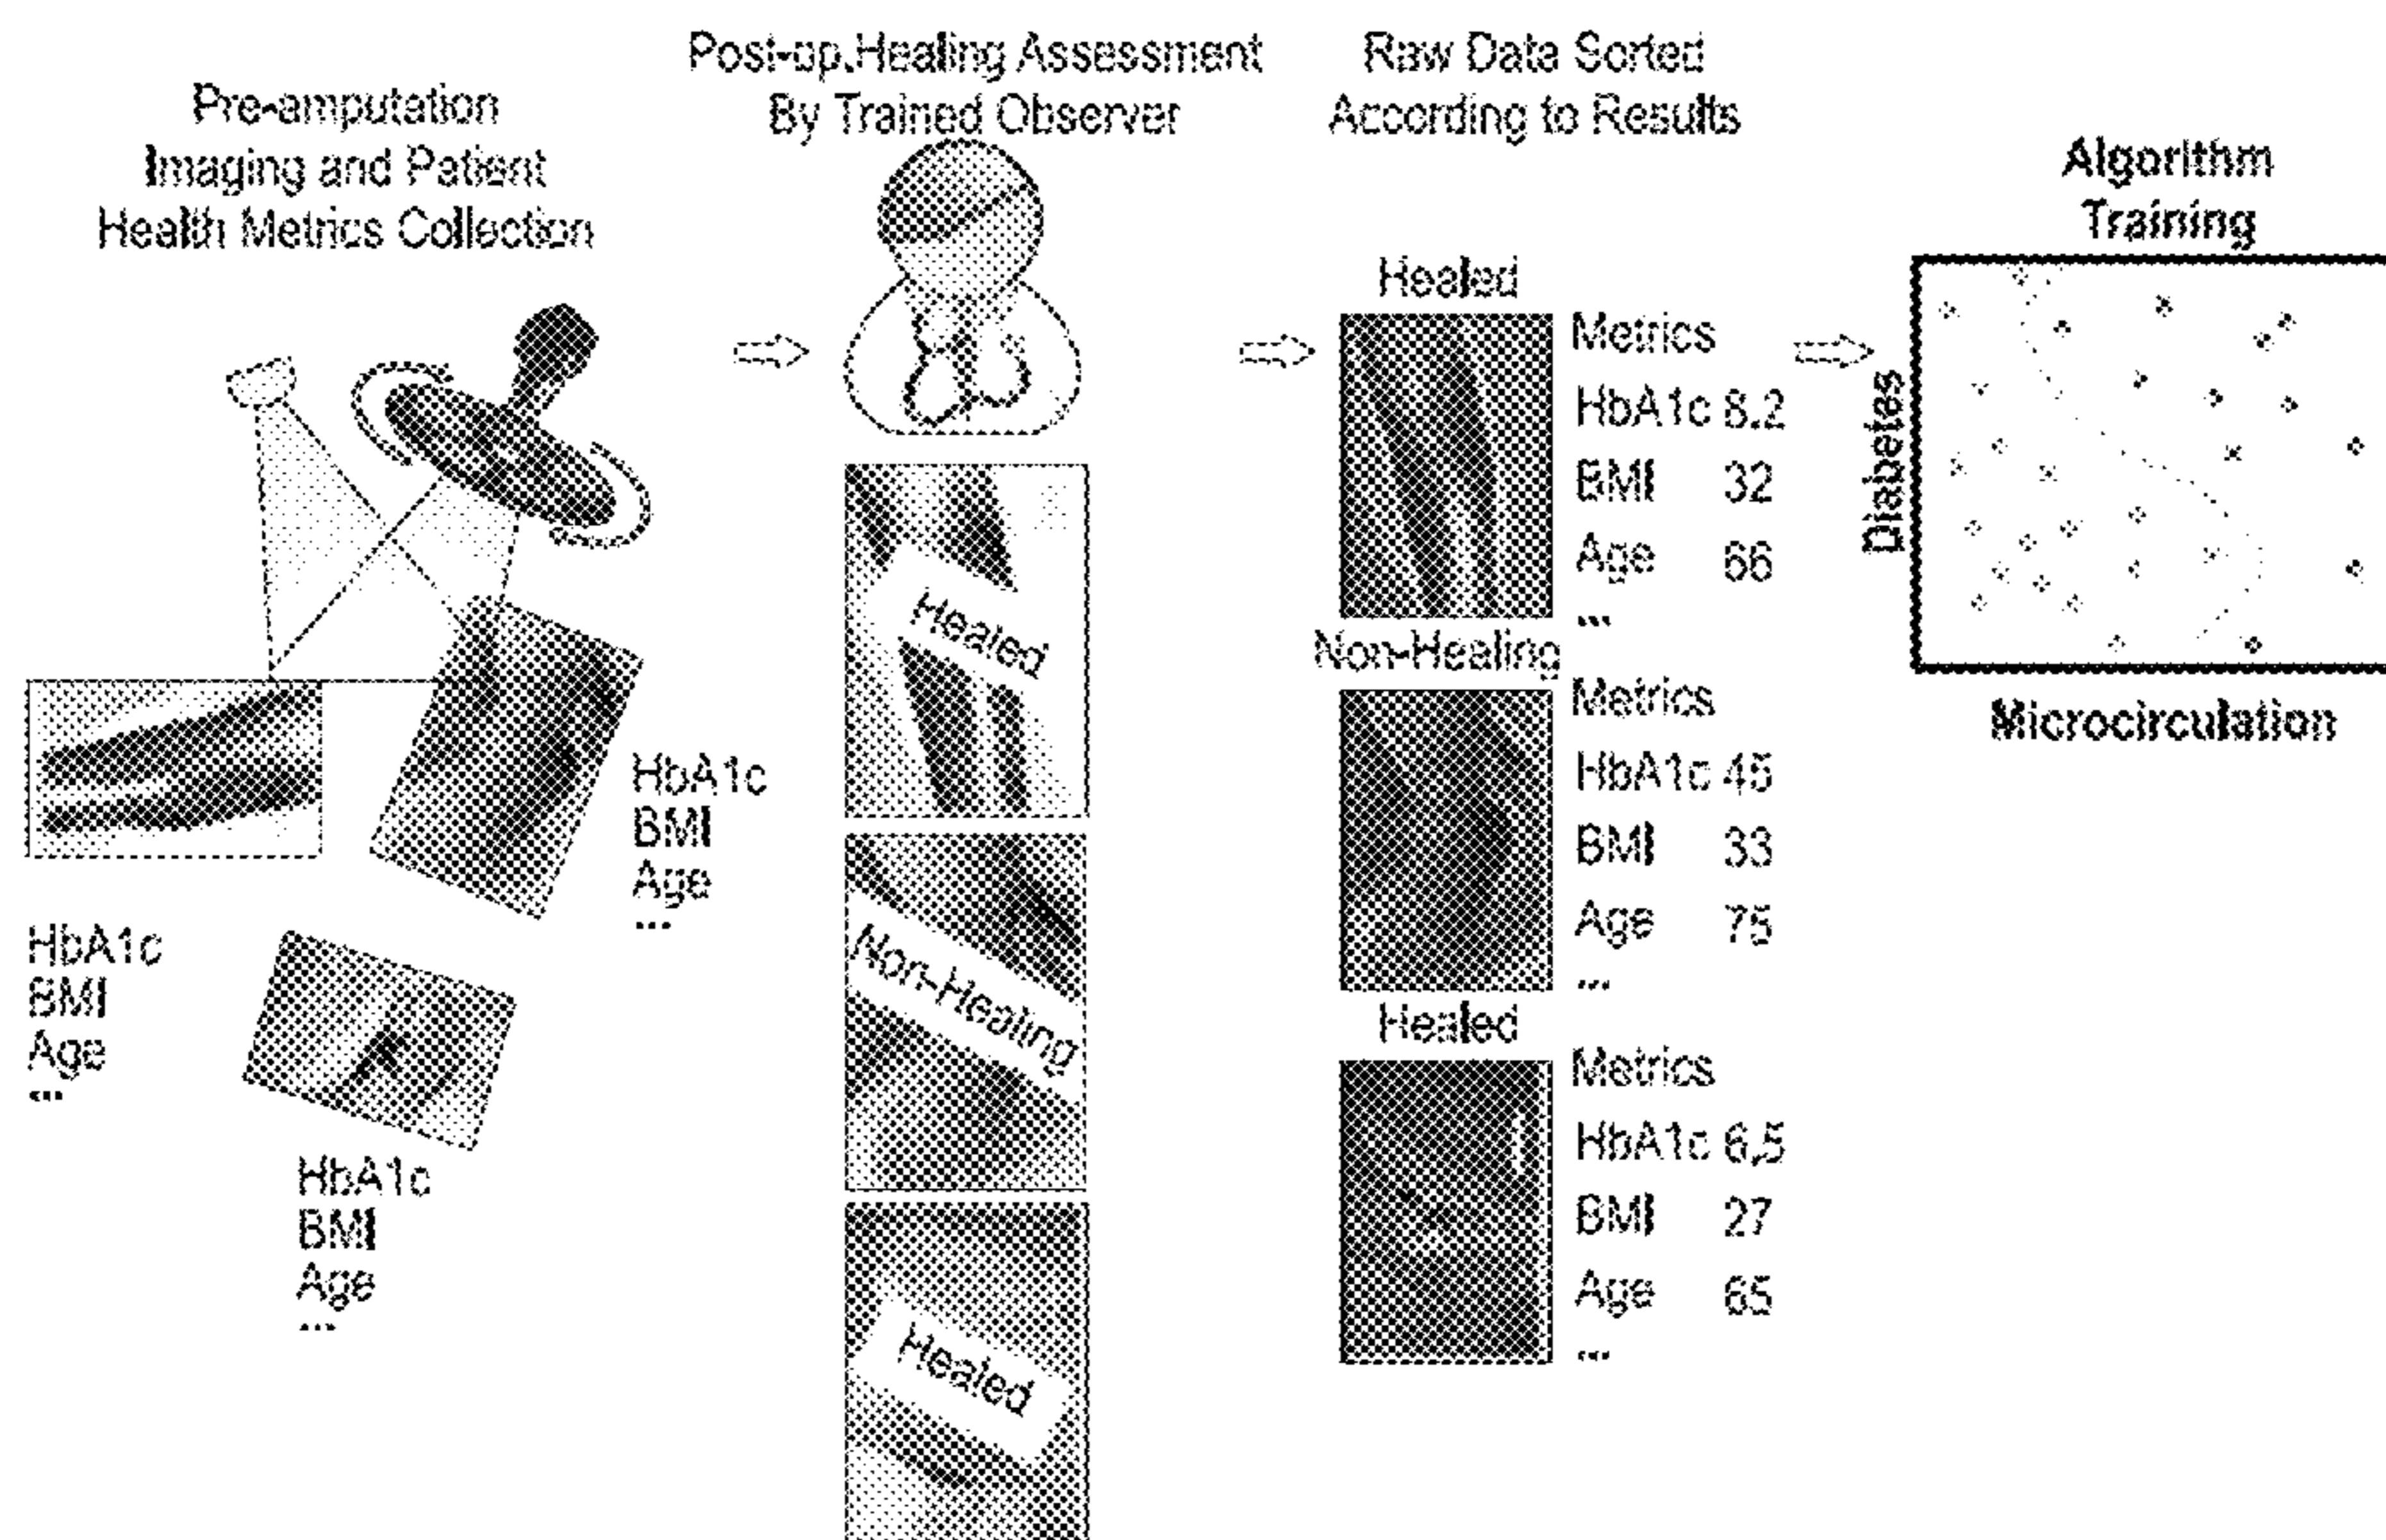 Pre-amputation
Imaging and Patient
Health Metrics Collection
HbA1c
BMI
Age
...
HbA1c
BMI
Age
...
HbA1c
BMI
Age
...
Post-op.Healing Assessment
By Trained Observer
Healed
Non-Healing
Healed
Raw Data Sorted
According to Results
Healed
Metrics
HbA1c 8.2
BMI 32
Age 66
...
Non-Healing
Metrics
HbA1c 45
BMI 33
Age 75
...
Healed
Metrics
HbA1c 6.5
BMI 27
Age 65
...
Algorithm
Training
Diabetes
Microcirculation